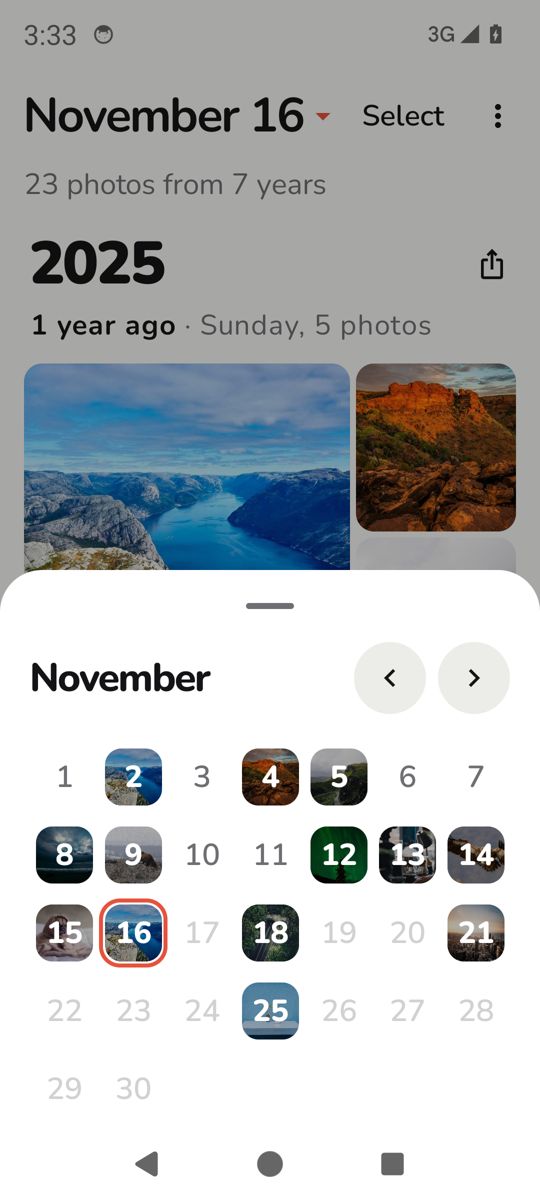 3:33 3G
November 16 Select
23 photos from 7 years
2025
1 year ago · Sunday, 5 photos
November
1 2 3 4 5 6 7
8 9 10 11 12 13 14
15 16 17 18 19 20 21
22 23 24 25 26 27 28
29 30